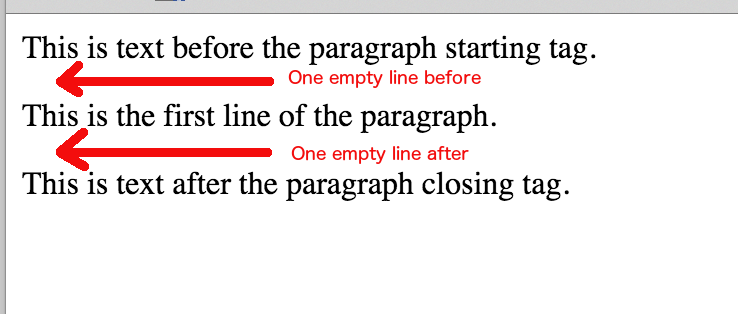 This is text before the paragraph starting tag.
One empty line before
This is the first line of the paragraph.
One empty line after
This is text after the paragraph closing tag.